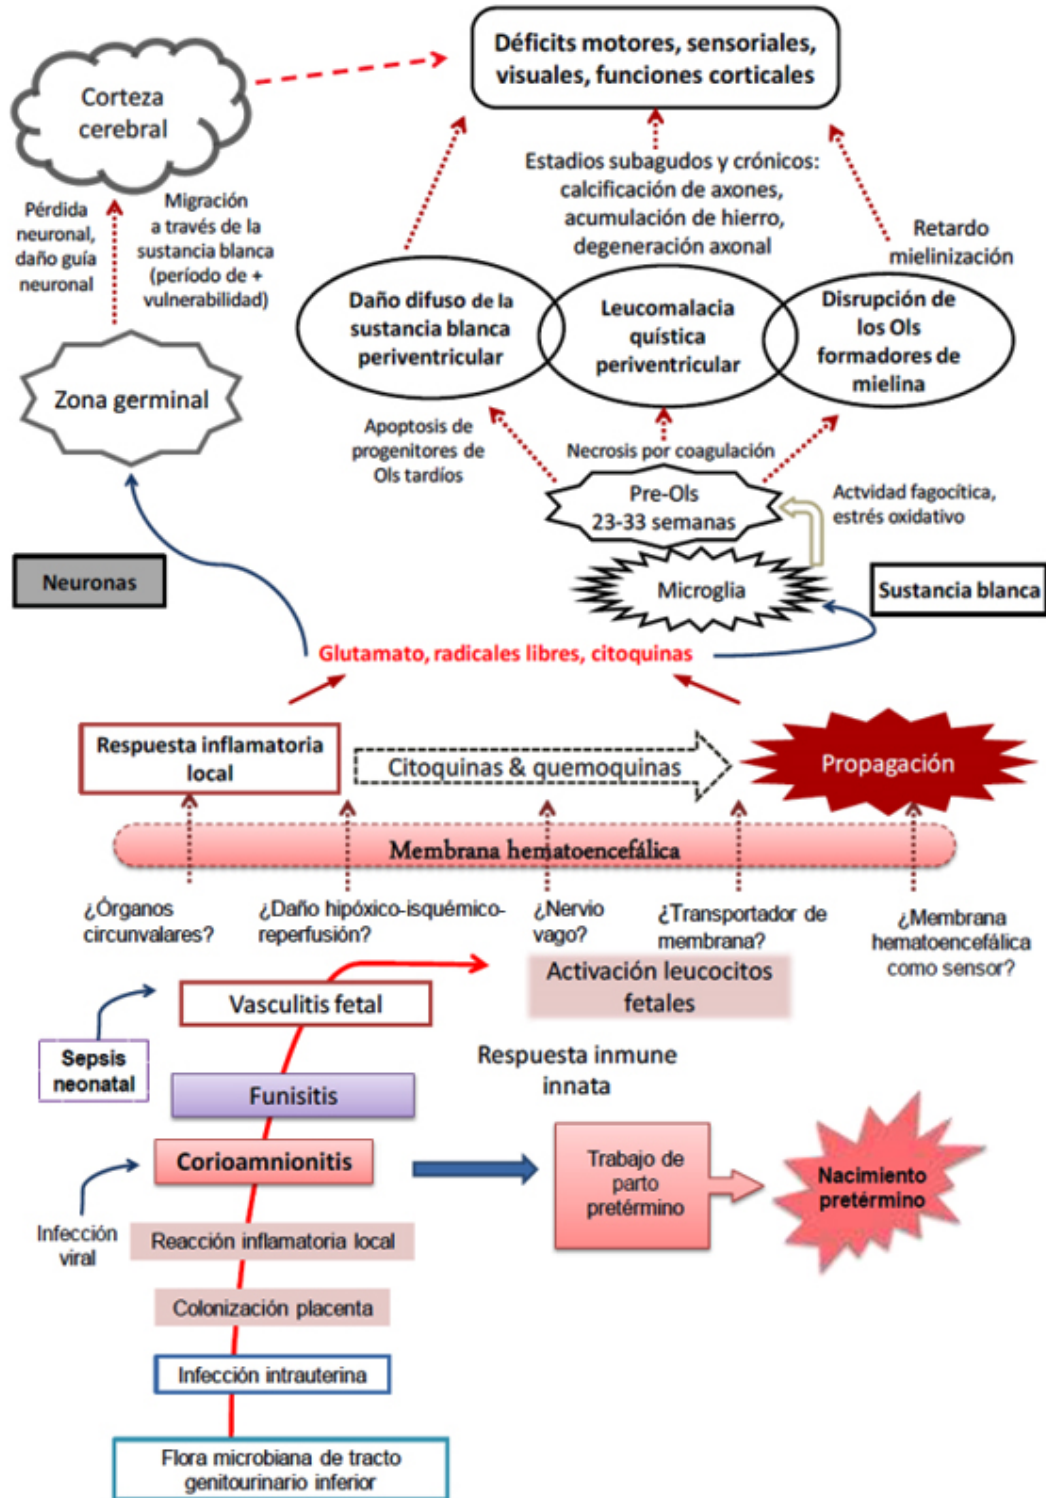 Déficits motores, sensoriales,
visuales, funciones corticales
Corteza
cerebral
Pérdida
neuronal,
daño guía
neuronal
Migración
a través de la
sustancia blanca
(período de +
vulnerabilidad)
Estadios subagudos y crónicos:
calcificación de axones,
acumulación de hierro,
degeneración axonal
Retardo
mielinización
Daño difuso de la
sustancia blanca
periventricular
Leucomalacia
quística
periventricular
Disrupción de
los Ols
formadores de
mielina
Zona germinal
Apoptosis de
progenitores de
Ols tardíos
Necrosis por coagulación
Pre-Ols
23-33 semanas
Actvidad fagocítica,
estrés oxidativo
Neuronas
Microglia
Sustancia blanca
Glutamato, radicales libres, citoquinas
Respuesta inflamatoria
local
Citoquinas & quemoquinas
Propagación
Membrana hematoencefálica
¿Órganos
circunvalares?
¿Daño hipóxico-isquémico-
reperfusión?
¿Nervio
vago?
¿Transportador de
membrana?
¿Membrana
hematoencefálica
como sensor?
Activación leucocitos
fetales
Vasculitis fetal
Sepsis
neonatal
Respuesta inmune
innata
Funisitis
Corioamnionitis
Trabajo de
parto
pretérmino
Nacimiento
pretérmino
Infección
viral
Reacción inflamatoria local
Colonización placenta
Infección intrauterina
Flora microbiana de tracto
genitourinario inferior